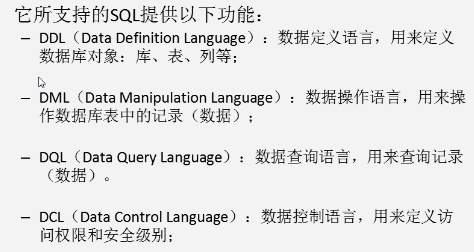 它所支持的SQL提供以下功能：
– DDL（Data Definition Language）：数据定义语言，用来定义
数据库对象：库、表、列等；
– DML（Data Manipulation Language）：数据操作语言，用来操
作数据库表中的记录（数据）；
– DQL（Data Query Language）：数据查询语言，用来查询记录
（数据）。
– DCL（Data Control Language）：数据控制语言，用来定义访
问权限和安全级别；